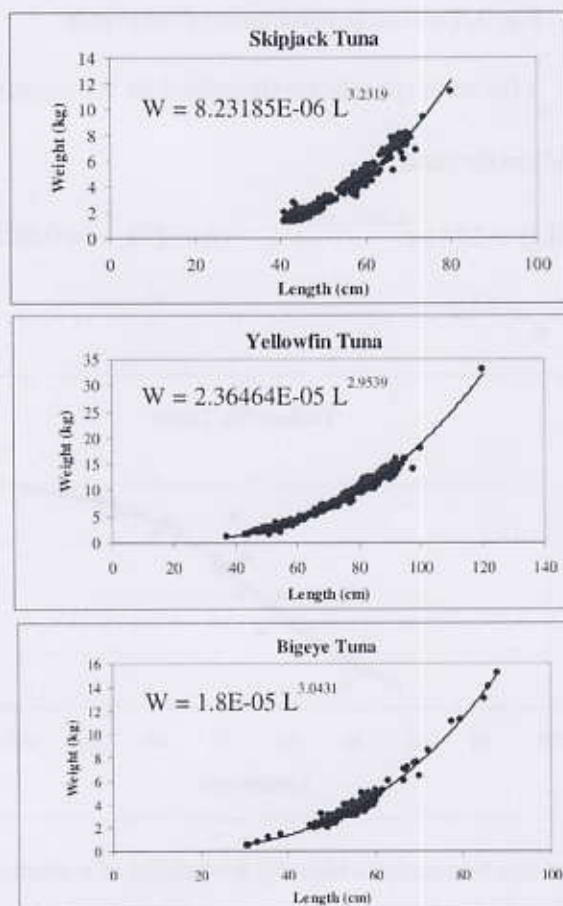 Skipjack Tuna
W = 8.23185E-06 L^3.2319
Weight (kg)
14
12
10
8
6
4
2
0
0 20 40 60 80 100
Length (cm)
Yellowfin Tuna
W = 2.36464E-05 L^2.9539
Weight (kg)
35
30
25
20
15
10
5
0
0 20 40 60 80 100 120 140
Length (cm)
Bigeye Tuna
W = 1.8E-05 L^3.0431
Weight (kg)
16
14
12
10
8
6
4
2
0
0 20 40 60 80 100
Length (cm)